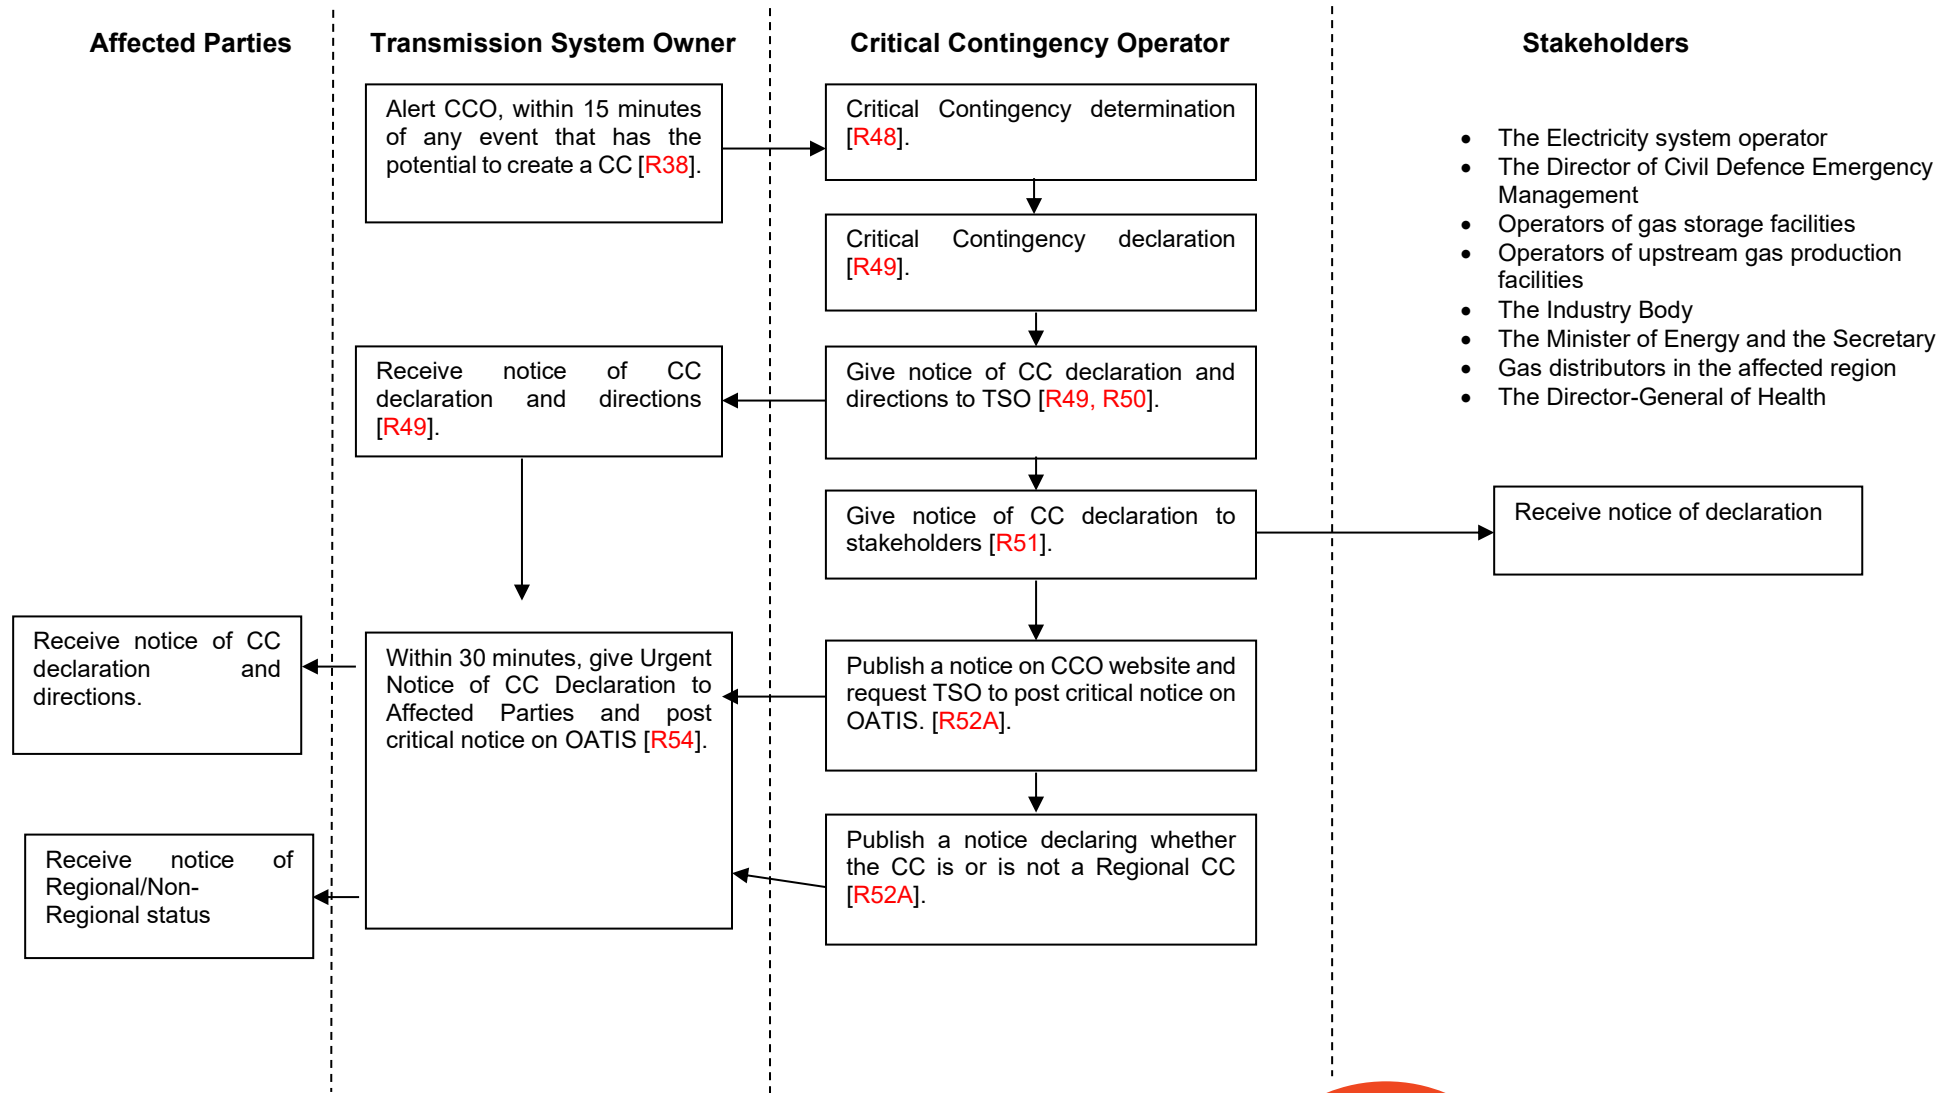 Affected Parties
Transmission System Owner
Critical Contingency Operator
Stakeholders
Alert CCO, within 15 minutes
of any event that has the
potential to create a CC [R38].
Critical Contingency determination
[R48].
• The Electricity system operator
• The Director of Civil Defence Emergency
Management
• Operators of gas storage facilities
• Operators of upstream gas production
facilities
• The Industry Body
• The Minister of Energy and the Secretary
• Gas distributors in the affected region
• The Director-General of Health
Critical Contingency declaration
[R49].
Receive notice of CC
declaration and directions
[R49].
Give notice of CC declaration and
directions to TSO [R49, R50].
Give notice of CC declaration to
stakeholders [R51].
Receive notice of declaration
Receive notice of CC
declaration and
directions.
Within 30 minutes, give Urgent
Notice of CC Declaration to
Affected Parties and post
critical notice on OATIS [R54].
Publish a notice on CCO website and
request TSO to post critical notice on
OATIS. [R52A].
Receive notice of
Regional/Non-
Regional status
Publish a notice declaring whether
the CC is or is not a Regional CC
[R52A].